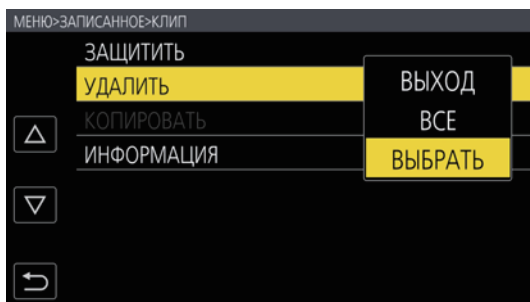 МЕНЮ>ЗАПИСАННОЕ>КЛИП
ЗАЩИТИТЬ
УДАЛИТЬ
КОПИРОВАТЬ
ИНФОРМАЦИЯ
ВЫХОД
ВСЕ
ВЫБРАТЬ